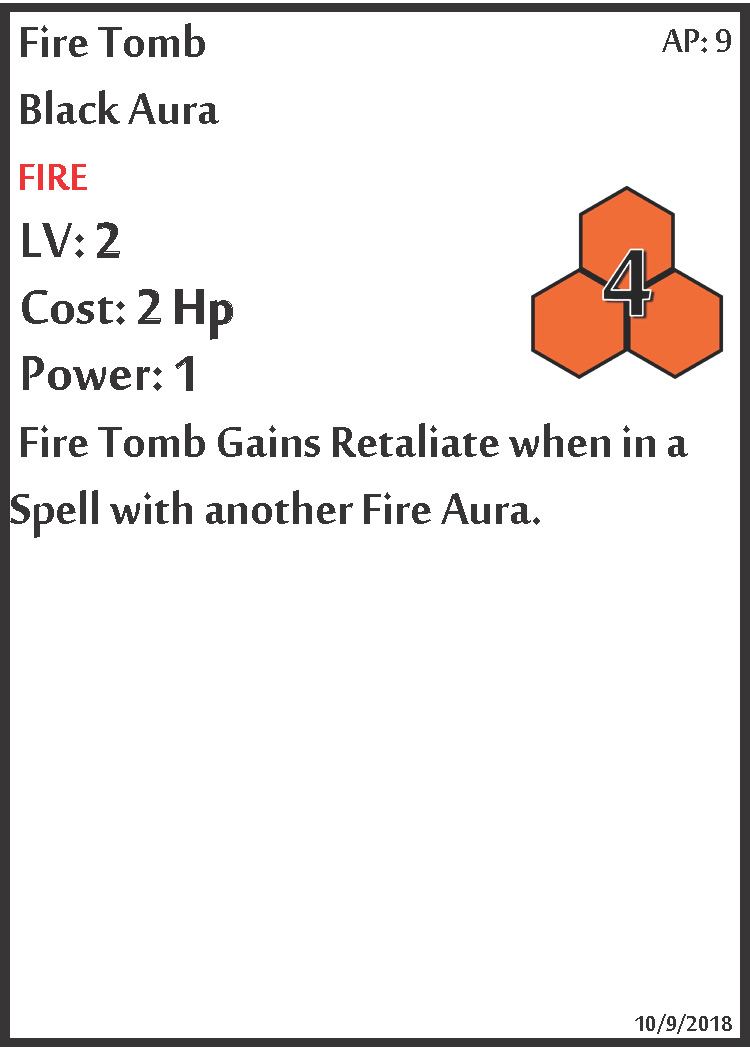 Fire Tomb
AP: 9
Black Aura
FIRE
LV: 2
4
Cost: 2 Hp
Power: 1
Fire Tomb Gains Retaliate when in a
Spell with another Fire Aura.
10/9/2018